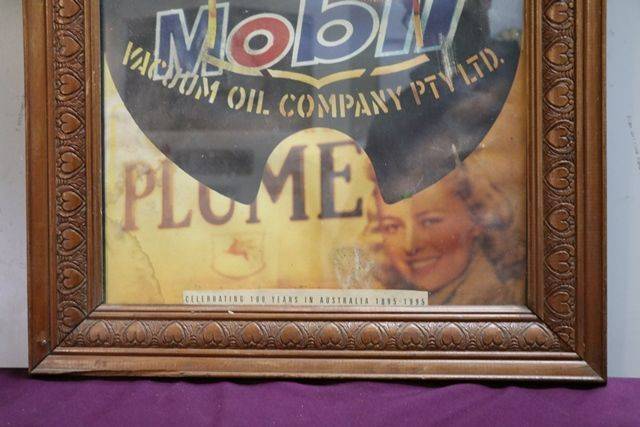 Mobil
VACUUM OIL COMPANY PTY LTD.
PLUME
CELEBRATING 100 YEARS IN AUSTRALIA 1895-1995